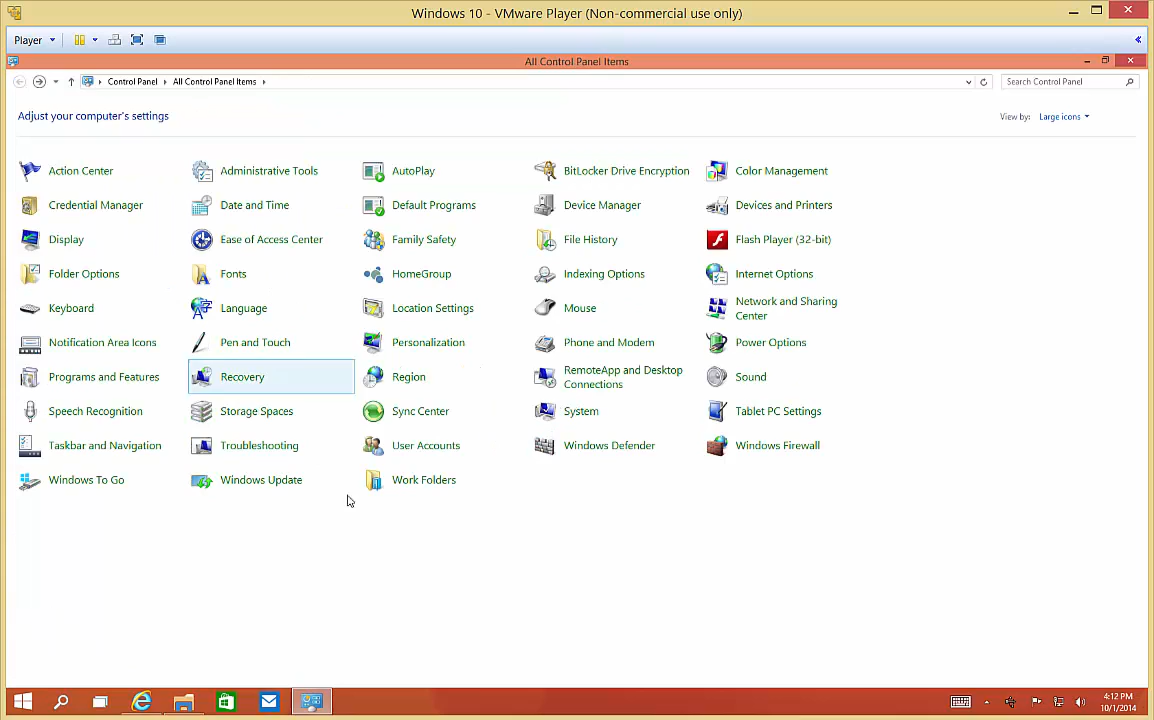 Windows 10 - VMware Player (Non-commercial use only)
Player
All Control Panel Items
Control Panel All Control Panel Items Search Control Panel
Adjust your computer's settings View by: Large icons
Action Center Administrative Tools AutoPlay BitLocker Drive Encryption Color Management
Credential Manager Date and Time Default Programs Device Manager Devices and Printers
Display Ease of Access Center Family Safety File History Flash Player (32-bit)
Folder Options Fonts HomeGroup Indexing Options Internet Options
Keyboard Language Location Settings Mouse Network and Sharing
Center
Notification Area Icons Pen and Touch Personalization Phone and Modem Power Options
Programs and Features Recovery Region RemoteApp and Desktop
Connections Sound
Speech Recognition Storage Spaces Sync Center System Tablet PC Settings
Taskbar and Navigation Troubleshooting User Accounts Windows Defender Windows Firewall
Windows To Go Windows Update Work Folders
4:12 PM
10/1/2014